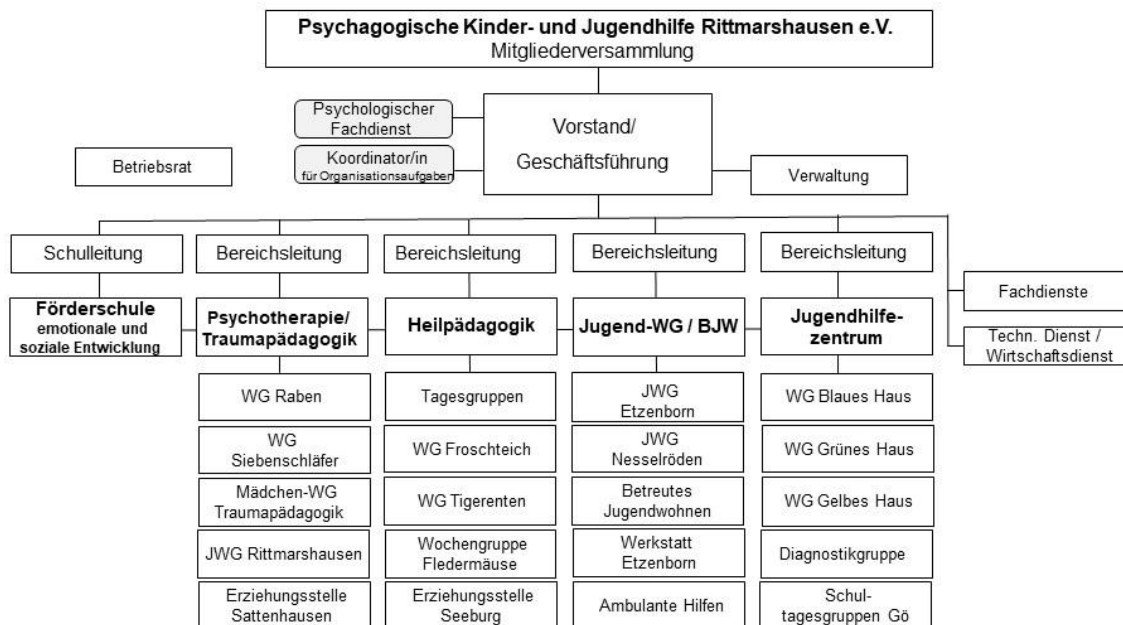 Psychagogische Kinder- und Jugendhilfe Rittmarshausen e.V.
Mitgliederversammlung
Psychologischer
Fachdienst
Vorstand/
Geschäftsführung
Koordinator/in
für Organisationsaufgaben
Betriebsrat
Verwaltung
Schulleitung
Bereichsleitung
Bereichsleitung
Bereichsleitung
Bereichsleitung
Fachdienste
Techn. Dienst /
Wirtschaftsdienst
Förderschule
emotionale und
soziale Entwicklung
Psychotherapie/
Traumapädagogik
Heilpädagogik
Jugend-WG / BJW
Jugendhilfe-
zentrum
WG Raben
WG
Siebenschläfer
Mädchen-WG
Traumapädagogik
JWG Rittmarshausen
Erziehungsstelle
Sattenhausen
Tagesgruppen
WG Froschteich
WG Tigerenten
Wochengruppe
Fledermäuse
Erziehungsstelle
Seeburg
JWG
Etzenborn
JWG
Nesselröden
Betreutes
Jugendwohnen
Werkstatt
Etzenborn
Ambulante Hilfen
WG Blaues Haus
WG Grünes Haus
WG Gelbes Haus
Diagnostikgruppe
Schul-
tagesgruppen Gö